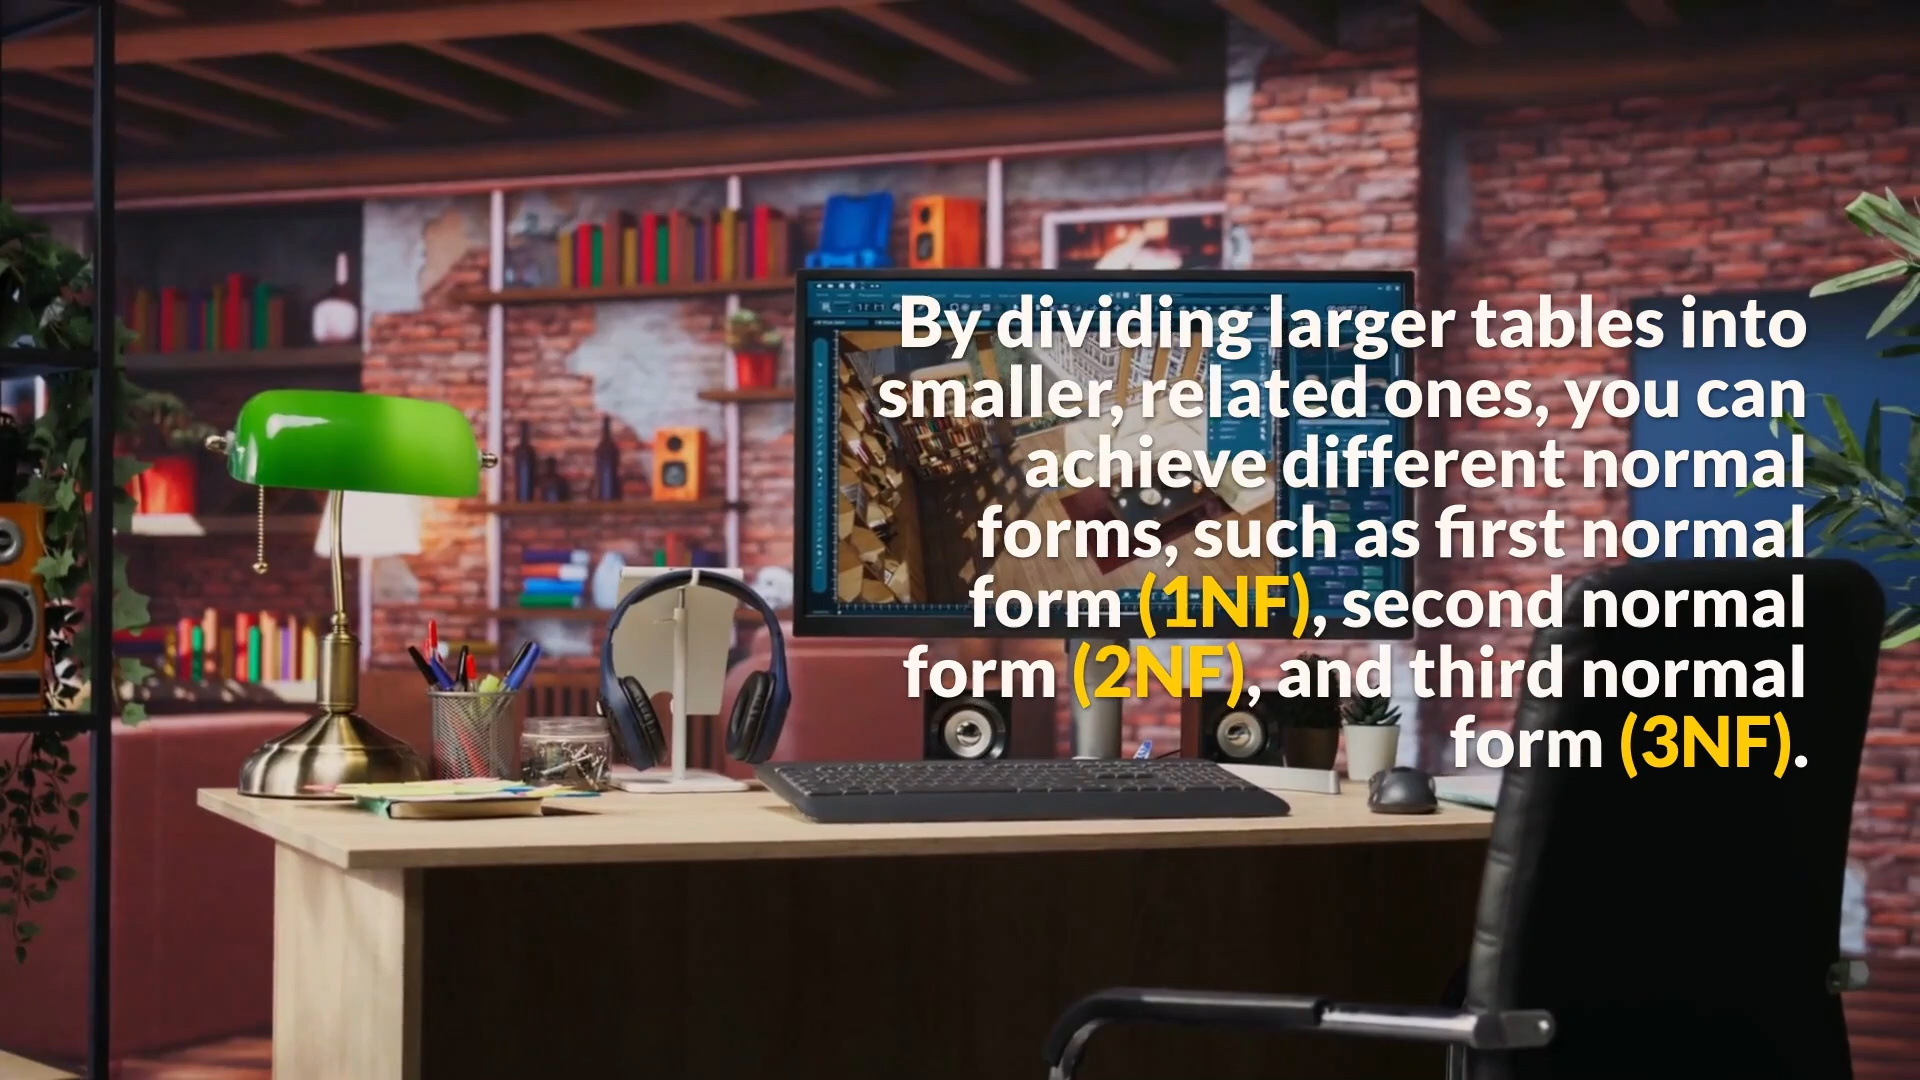 By dividing larger tables into
smaller, related ones, you can
achieve different normal
forms, such as first normal
form (1NF), second normal
form (2NF), and third normal
form (3NF).